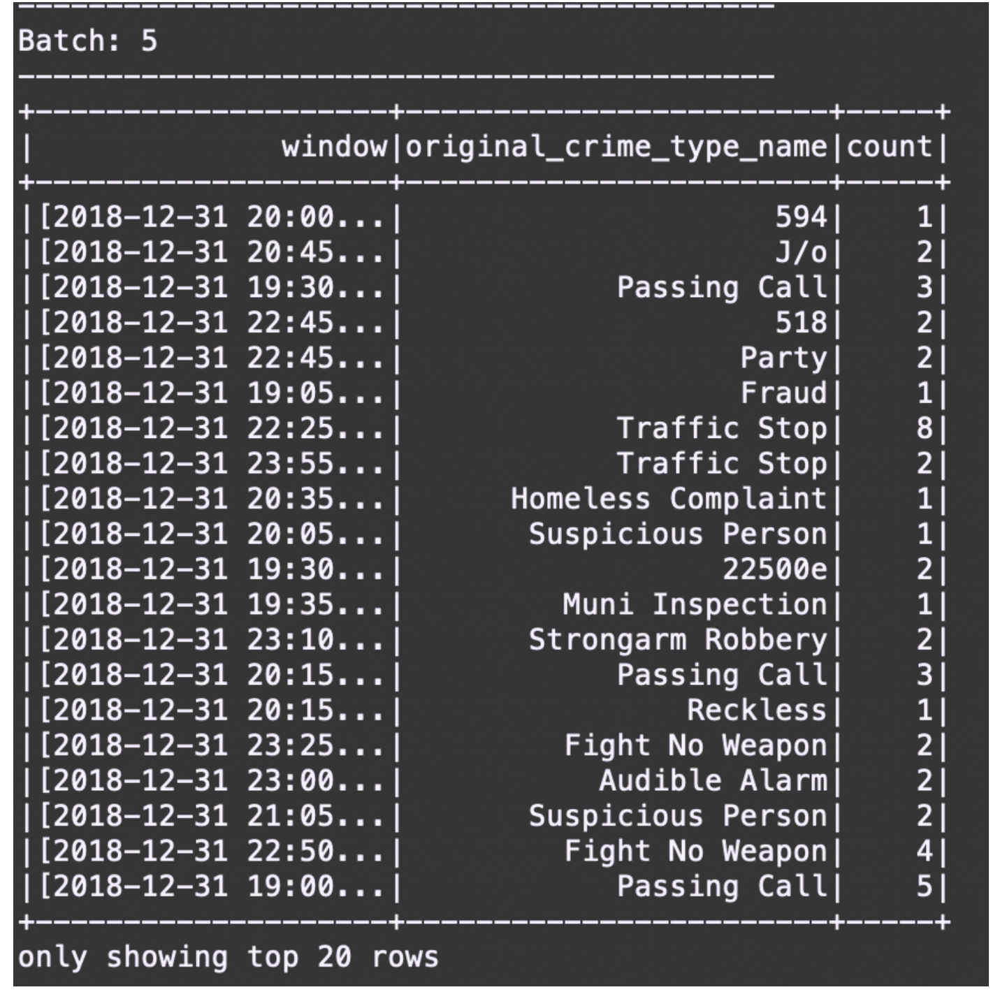 -------------------------------------------
Batch: 5
-------------------------------------------
+--------------------+------------------------+-----+
|              window|original_crime_type_name|count|
+--------------------+------------------------+-----+
|[2018-12-31 20:00...|                     594|    1|
|[2018-12-31 20:45...|                     J/o|    2|
|[2018-12-31 19:30...|            Passing Call|    3|
|[2018-12-31 22:45...|                     518|    2|
|[2018-12-31 22:45...|                   Party|    2|
|[2018-12-31 19:05...|                   Fraud|    1|
|[2018-12-31 22:25...|            Traffic Stop|    8|
|[2018-12-31 23:55...|            Traffic Stop|    2|
|[2018-12-31 20:35...|      Homeless Complaint|    1|
|[2018-12-31 20:05...|       Suspicious Person|    1|
|[2018-12-31 19:30...|                  22500e|    2|
|[2018-12-31 19:35...|         Muni Inspection|    1|
|[2018-12-31 23:10...|       Strongarm Robbery|    2|
|[2018-12-31 20:15...|            Passing Call|    3|
|[2018-12-31 20:15...|                Reckless|    1|
|[2018-12-31 23:25...|         Fight No Weapon|    2|
|[2018-12-31 23:00...|           Audible Alarm|    2|
|[2018-12-31 21:05...|       Suspicious Person|    2|
|[2018-12-31 22:50...|         Fight No Weapon|    4|
|[2018-12-31 19:00...|            Passing Call|    5|
+--------------------+------------------------+-----+
only showing top 20 rows